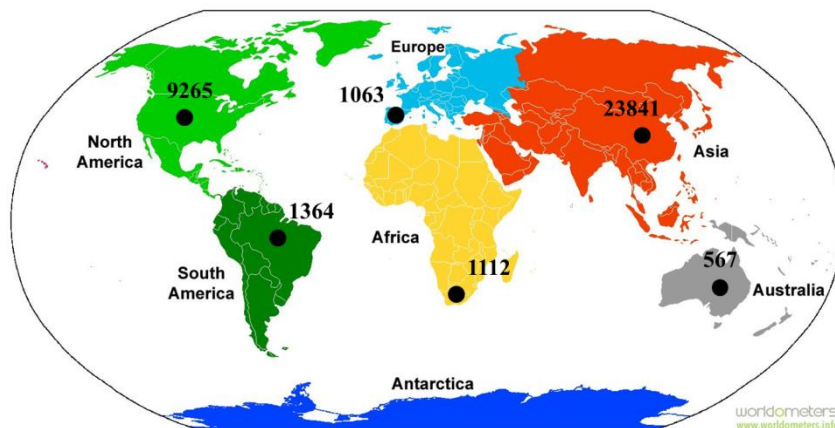 Europe
9265
1063
23841
North
America
Asia
1364
Africa
South
America
1112
567
Australia
Antarctica
worldometers
www.worldometers.info